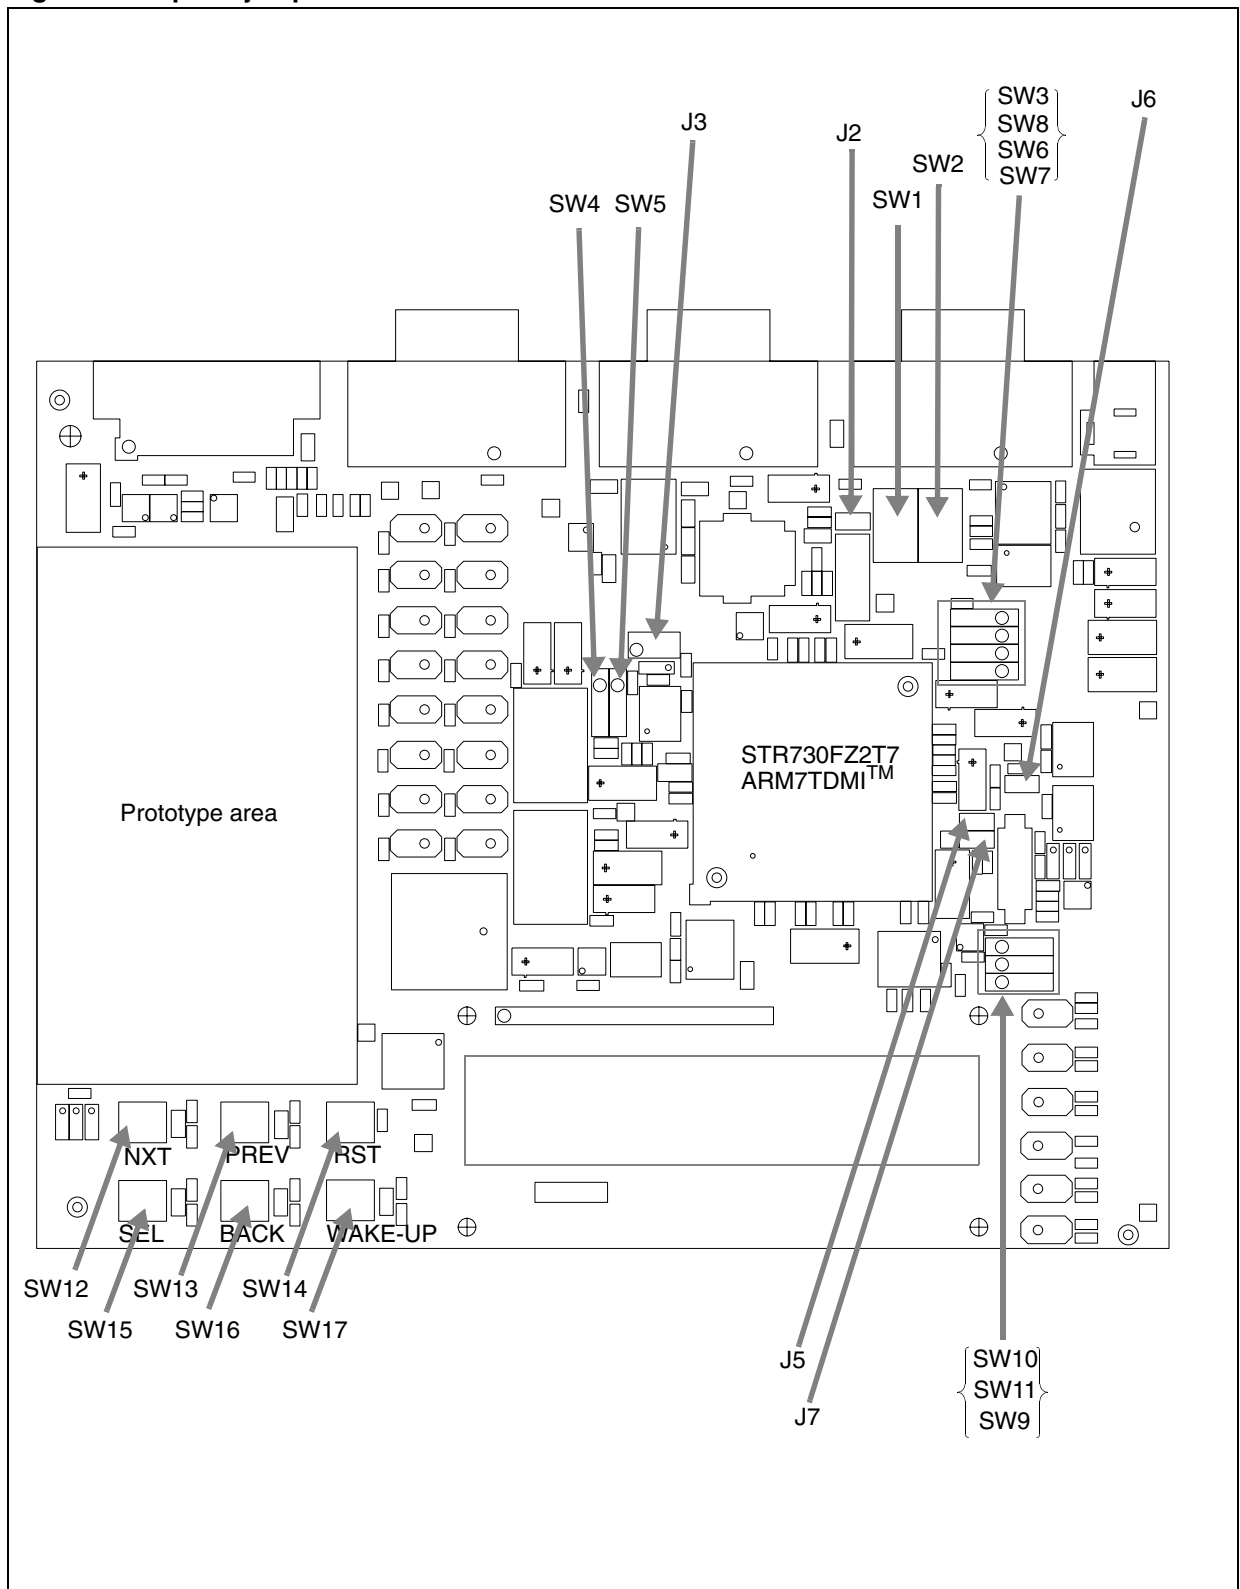 SW3
J6
J3
SW8
J2
SW6
SW2
SW7
SW4 SW5
SW1
STR730FZ2T7
ARM7TDMI™
Prototype area
NXT
PREV
RST
SEL
BACK
WAKE-UP
SW12
SW13
SW14
SW15
SW16
SW17
J5
SW10
SW11
J7
SW9